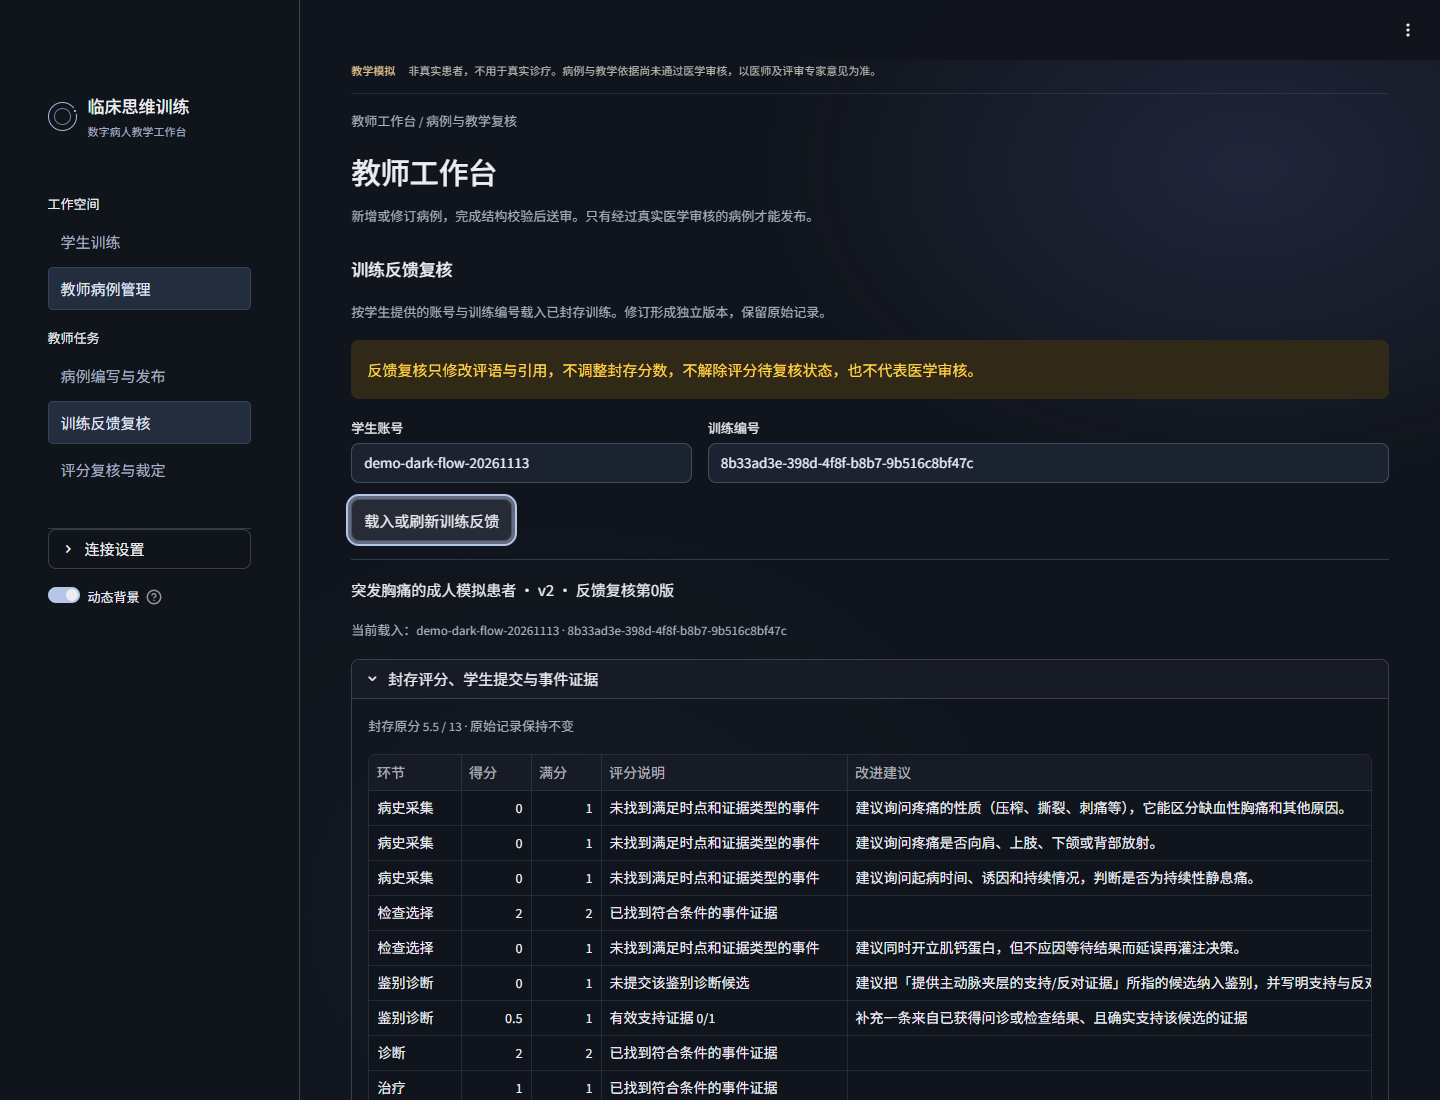 临床思维训练
数字病人教学工作台
工作空间
学生训练
教师病例管理
教师任务
病例编写与发布
训练反馈复核
评分复核与裁定
连接设置
动态背景
教学模拟 非真实患者，不用于真实诊疗。病例与教学依据尚未通过医学审核，以医师及评审专家意见为准。
教师工作台 / 病例与教学复核
教师工作台
新增或修订病例，完成结构校验后送审。只有经过真实医学审核的病例才能发布。
训练反馈复核
按学生提供的账号与训练编号载入已封存训练。修订形成独立版本，保留原始记录。
反馈复核只修改评语与引用，不调整封存分数，不解除评分待复核状态，也不代表医学审核。
学生账号 训练编号
demo-dark-flow-20261113 8b33ad3e-398d-4f8f-b8b7-9b516c8bf47c
载入或刷新训练反馈
突发胸痛的成人模拟患者 · v2 · 反馈复核第0版
当前载入：demo-dark-flow-20261113 · 8b33ad3e-398d-4f8f-b8b7-9b516c8bf47c
封存评分、学生提交与事件证据
封存原分 5.5 / 13 · 原始记录保持不变
环节 得分 满分 评分说明 改进建议
病史采集 0 1 未找到满足时点和证据类型的事件 建议询问疼痛的性质（压榨、撕裂、刺痛等），它能区分缺血性胸痛和其他原因。
病史采集 0 1 未找到满足时点和证据类型的事件 建议询问疼痛是否向肩、上肢、下颌或背部放射。
病史采集 0 1 未找到满足时点和证据类型的事件 建议询问起病时间、诱因和持续情况，判断是否为持续性静息痛。
检查选择 2 2 已找到符合条件的事件证据
检查选择 0 1 未找到满足时点和证据类型的事件 建议同时开立肌钙蛋白，但不应因等待结果而延误再灌注决策。
鉴别诊断 0 1 未提交该鉴别诊断候选 建议把「提供主动脉夹层的支持/反对证据」所指的候选纳入鉴别，并写明支持与反对
鉴别诊断 0.5 1 有效支持证据 0/1 补充一条来自已获得问诊或检查结果、且确实支持该候选的证据
诊断 2 2 已找到符合条件的事件证据
治疗 1 1 已找到符合条件的事件证据